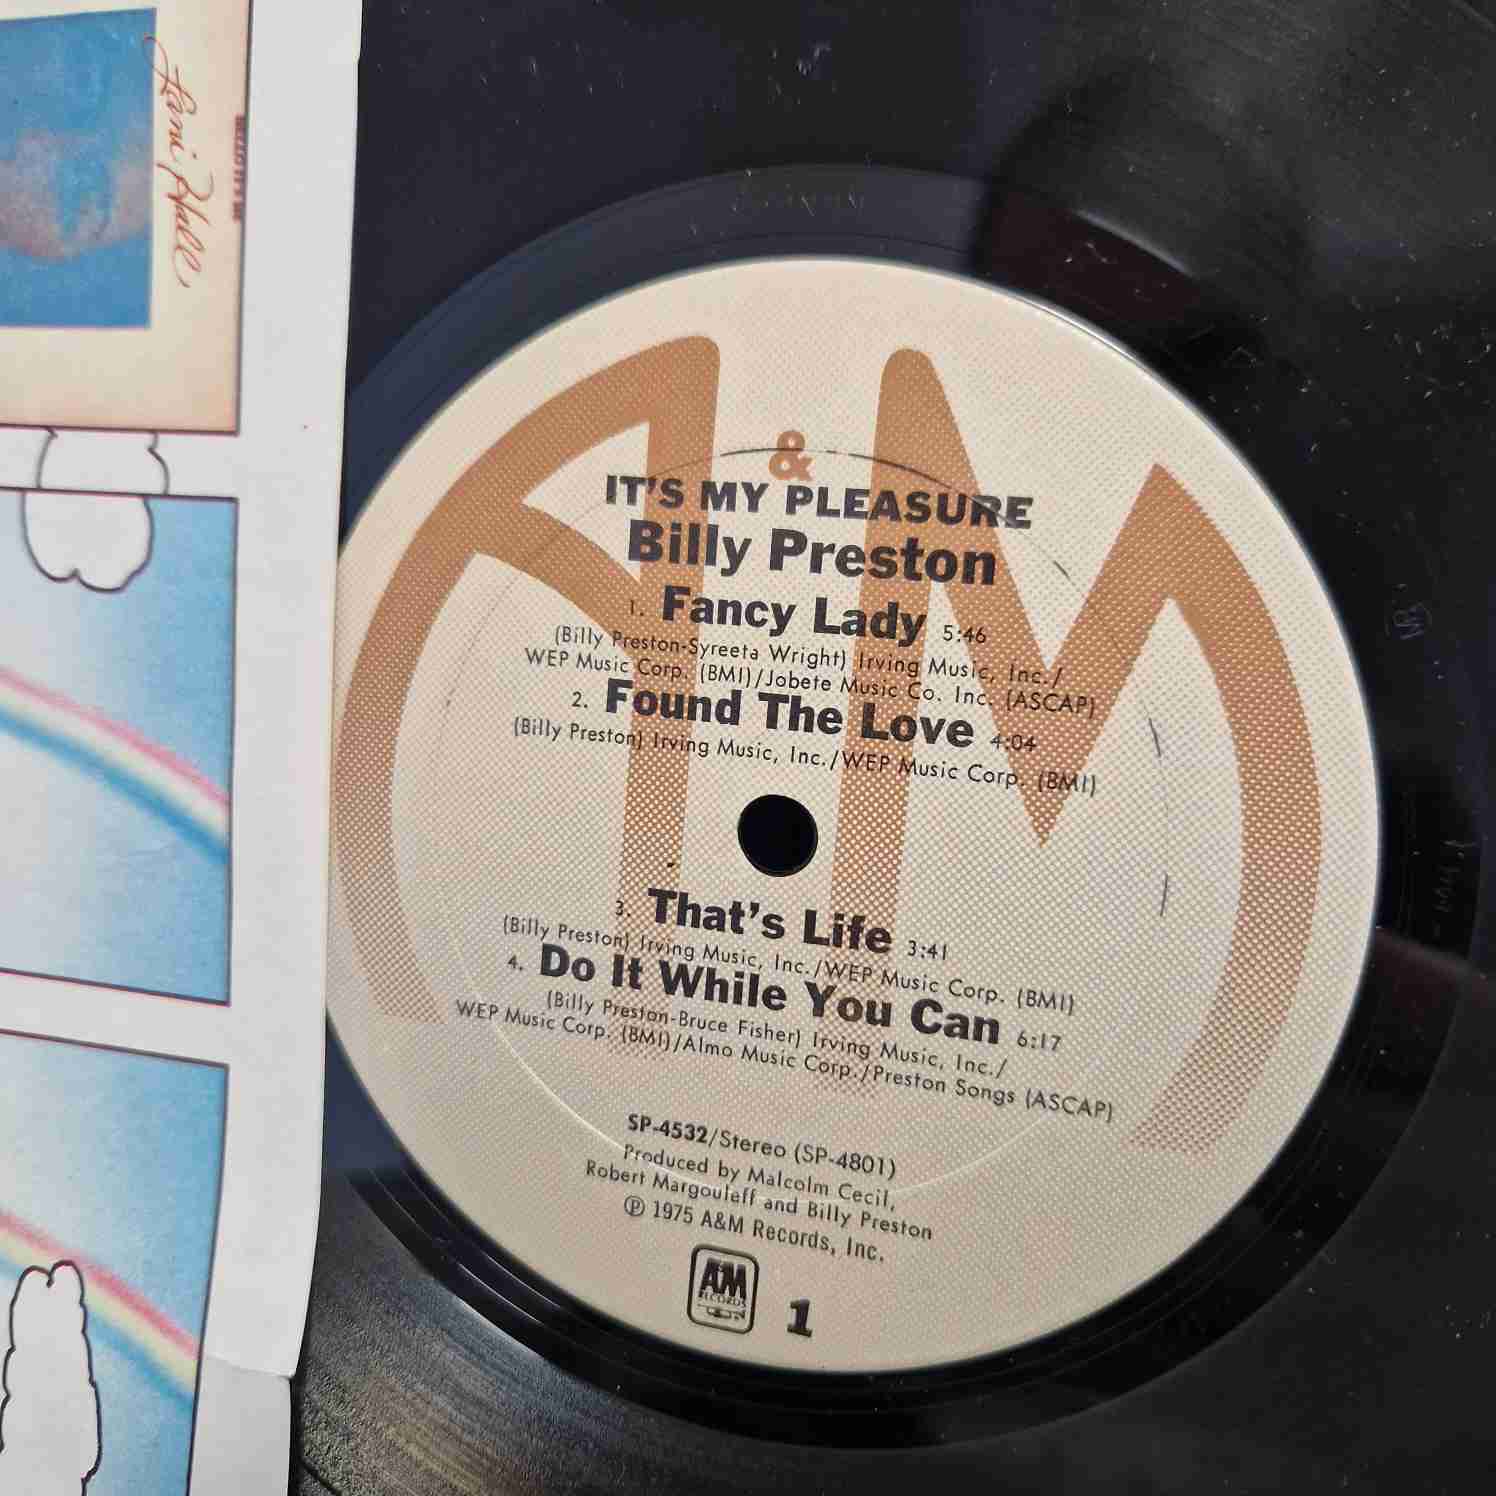 Lani Hall
&
IT'S MY PLEASURE
Billy Preston
1. Fancy Lady 5:46
(Billy Preston-Syreeta Wright) Irving Music, Inc./
WEP Music Corp. (BMI)/Jobete Music Co. Inc. (ASCAP)
2. Found The Love 4:04
(Billy Preston) Irving Music, Inc./WEP Music Corp. (BMI)
3. That's Life 3:41
(Billy Preston) Irving Music, Inc./WEP Music Corp. (BMI)
4. Do It While You Can 6:17
(Billy Preston-Bruce Fisher) Irving Music, Inc./
WEP Music Corp. (BMI)/Almo Music Corp./Preston Songs (ASCAP)
SP-4532/Stereo (SP-4801)
Produced by Malcolm Cecil,
Robert Margouleff and Billy Preston
℗ 1975 A&M Records, Inc.
A&M
RECORDS
1